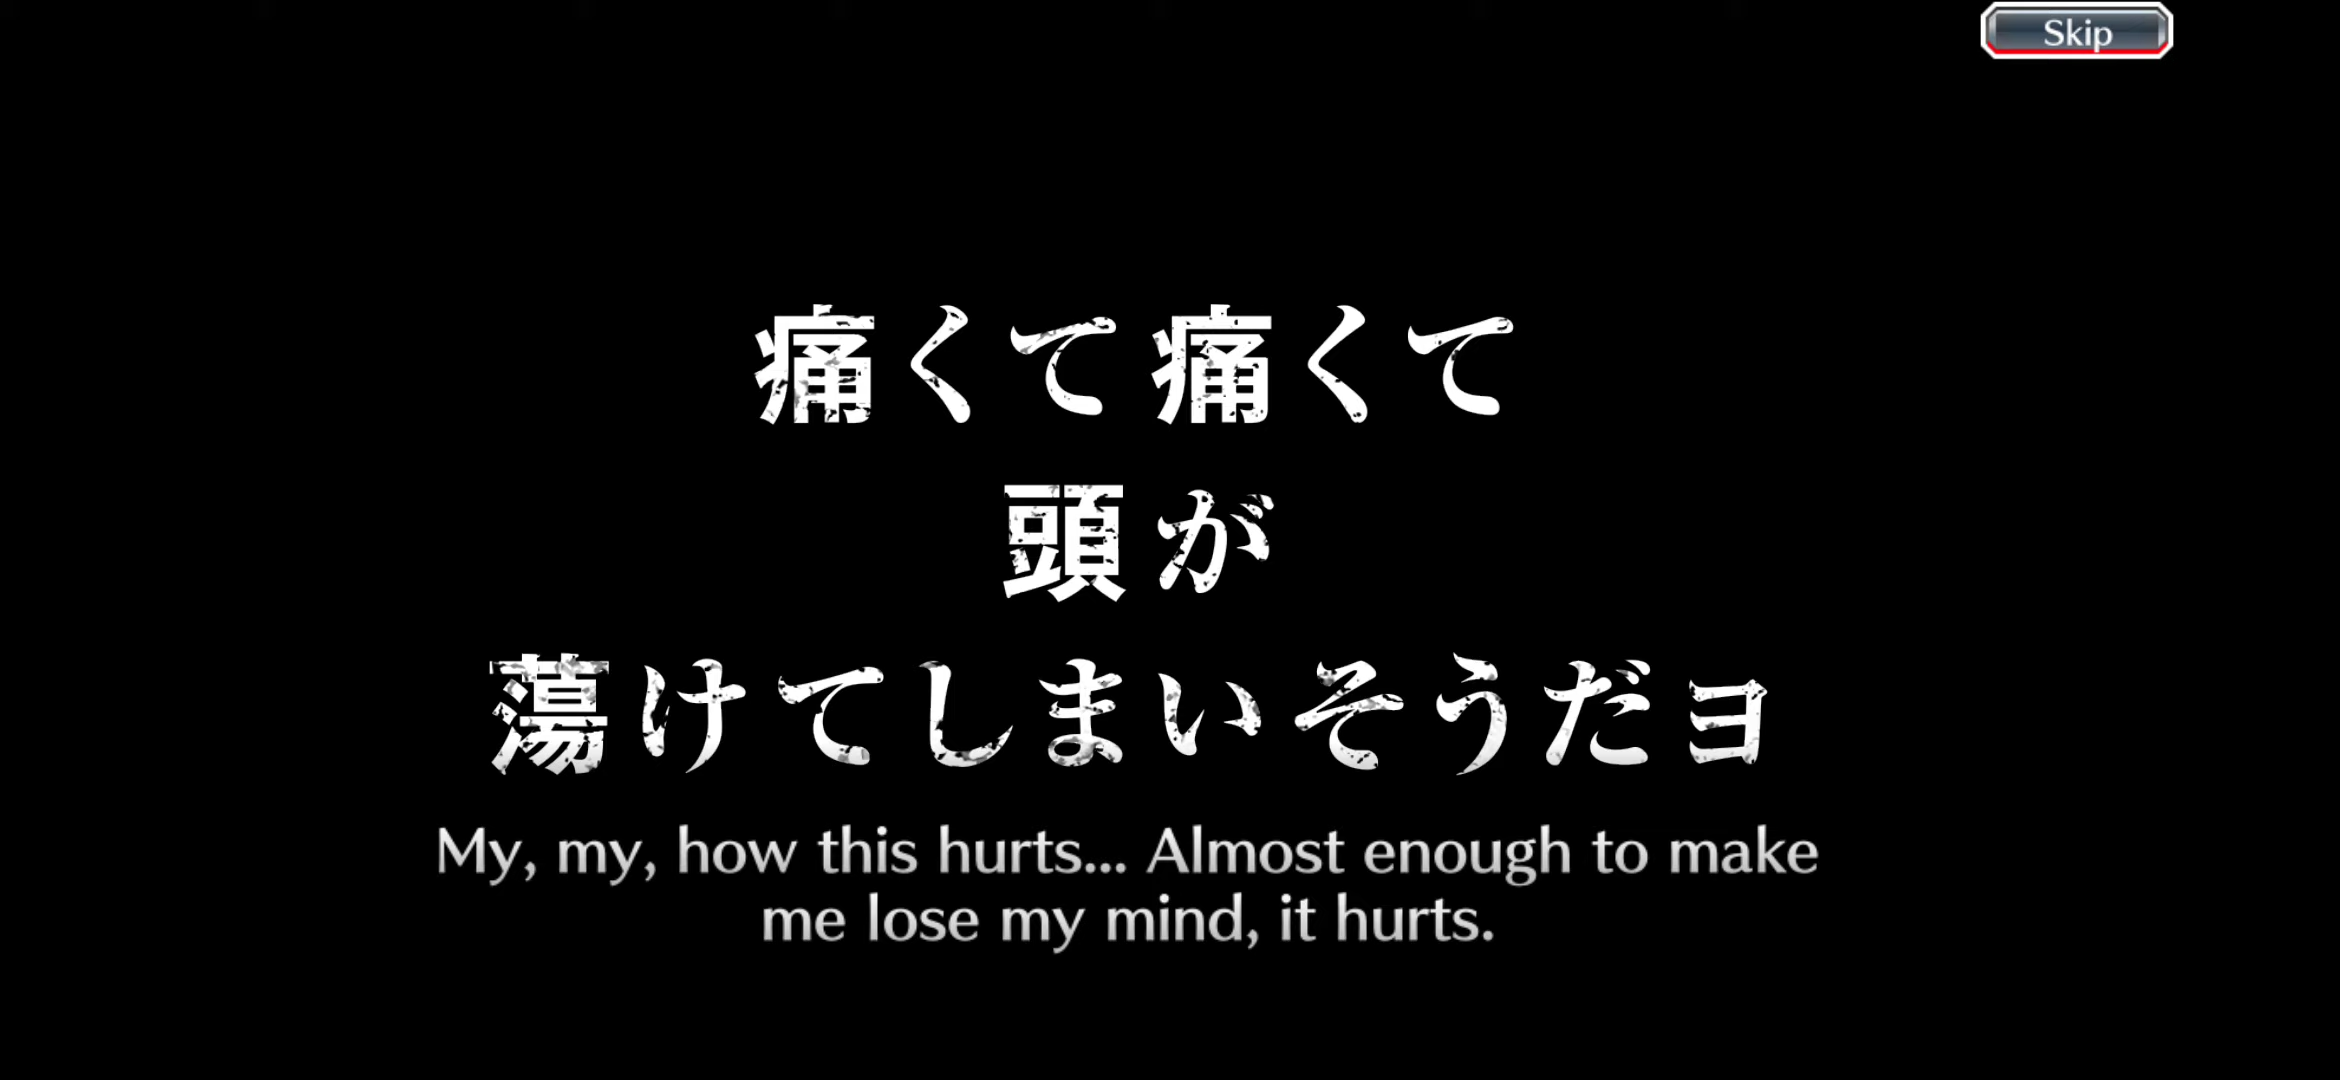 Skip
痛くて痛くて
頭が
蕩けてしまいそうだヨ
My, my, how this hurts... Almost enough to make
me lose my mind, it hurts.